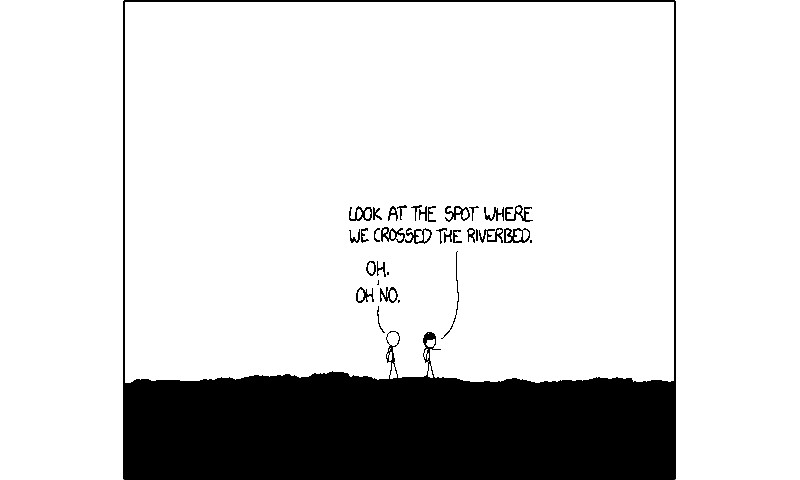 LOOK AT THE SPOT WHERE
WE CROSSED THE RIVERBED.
OH.
OH NO.